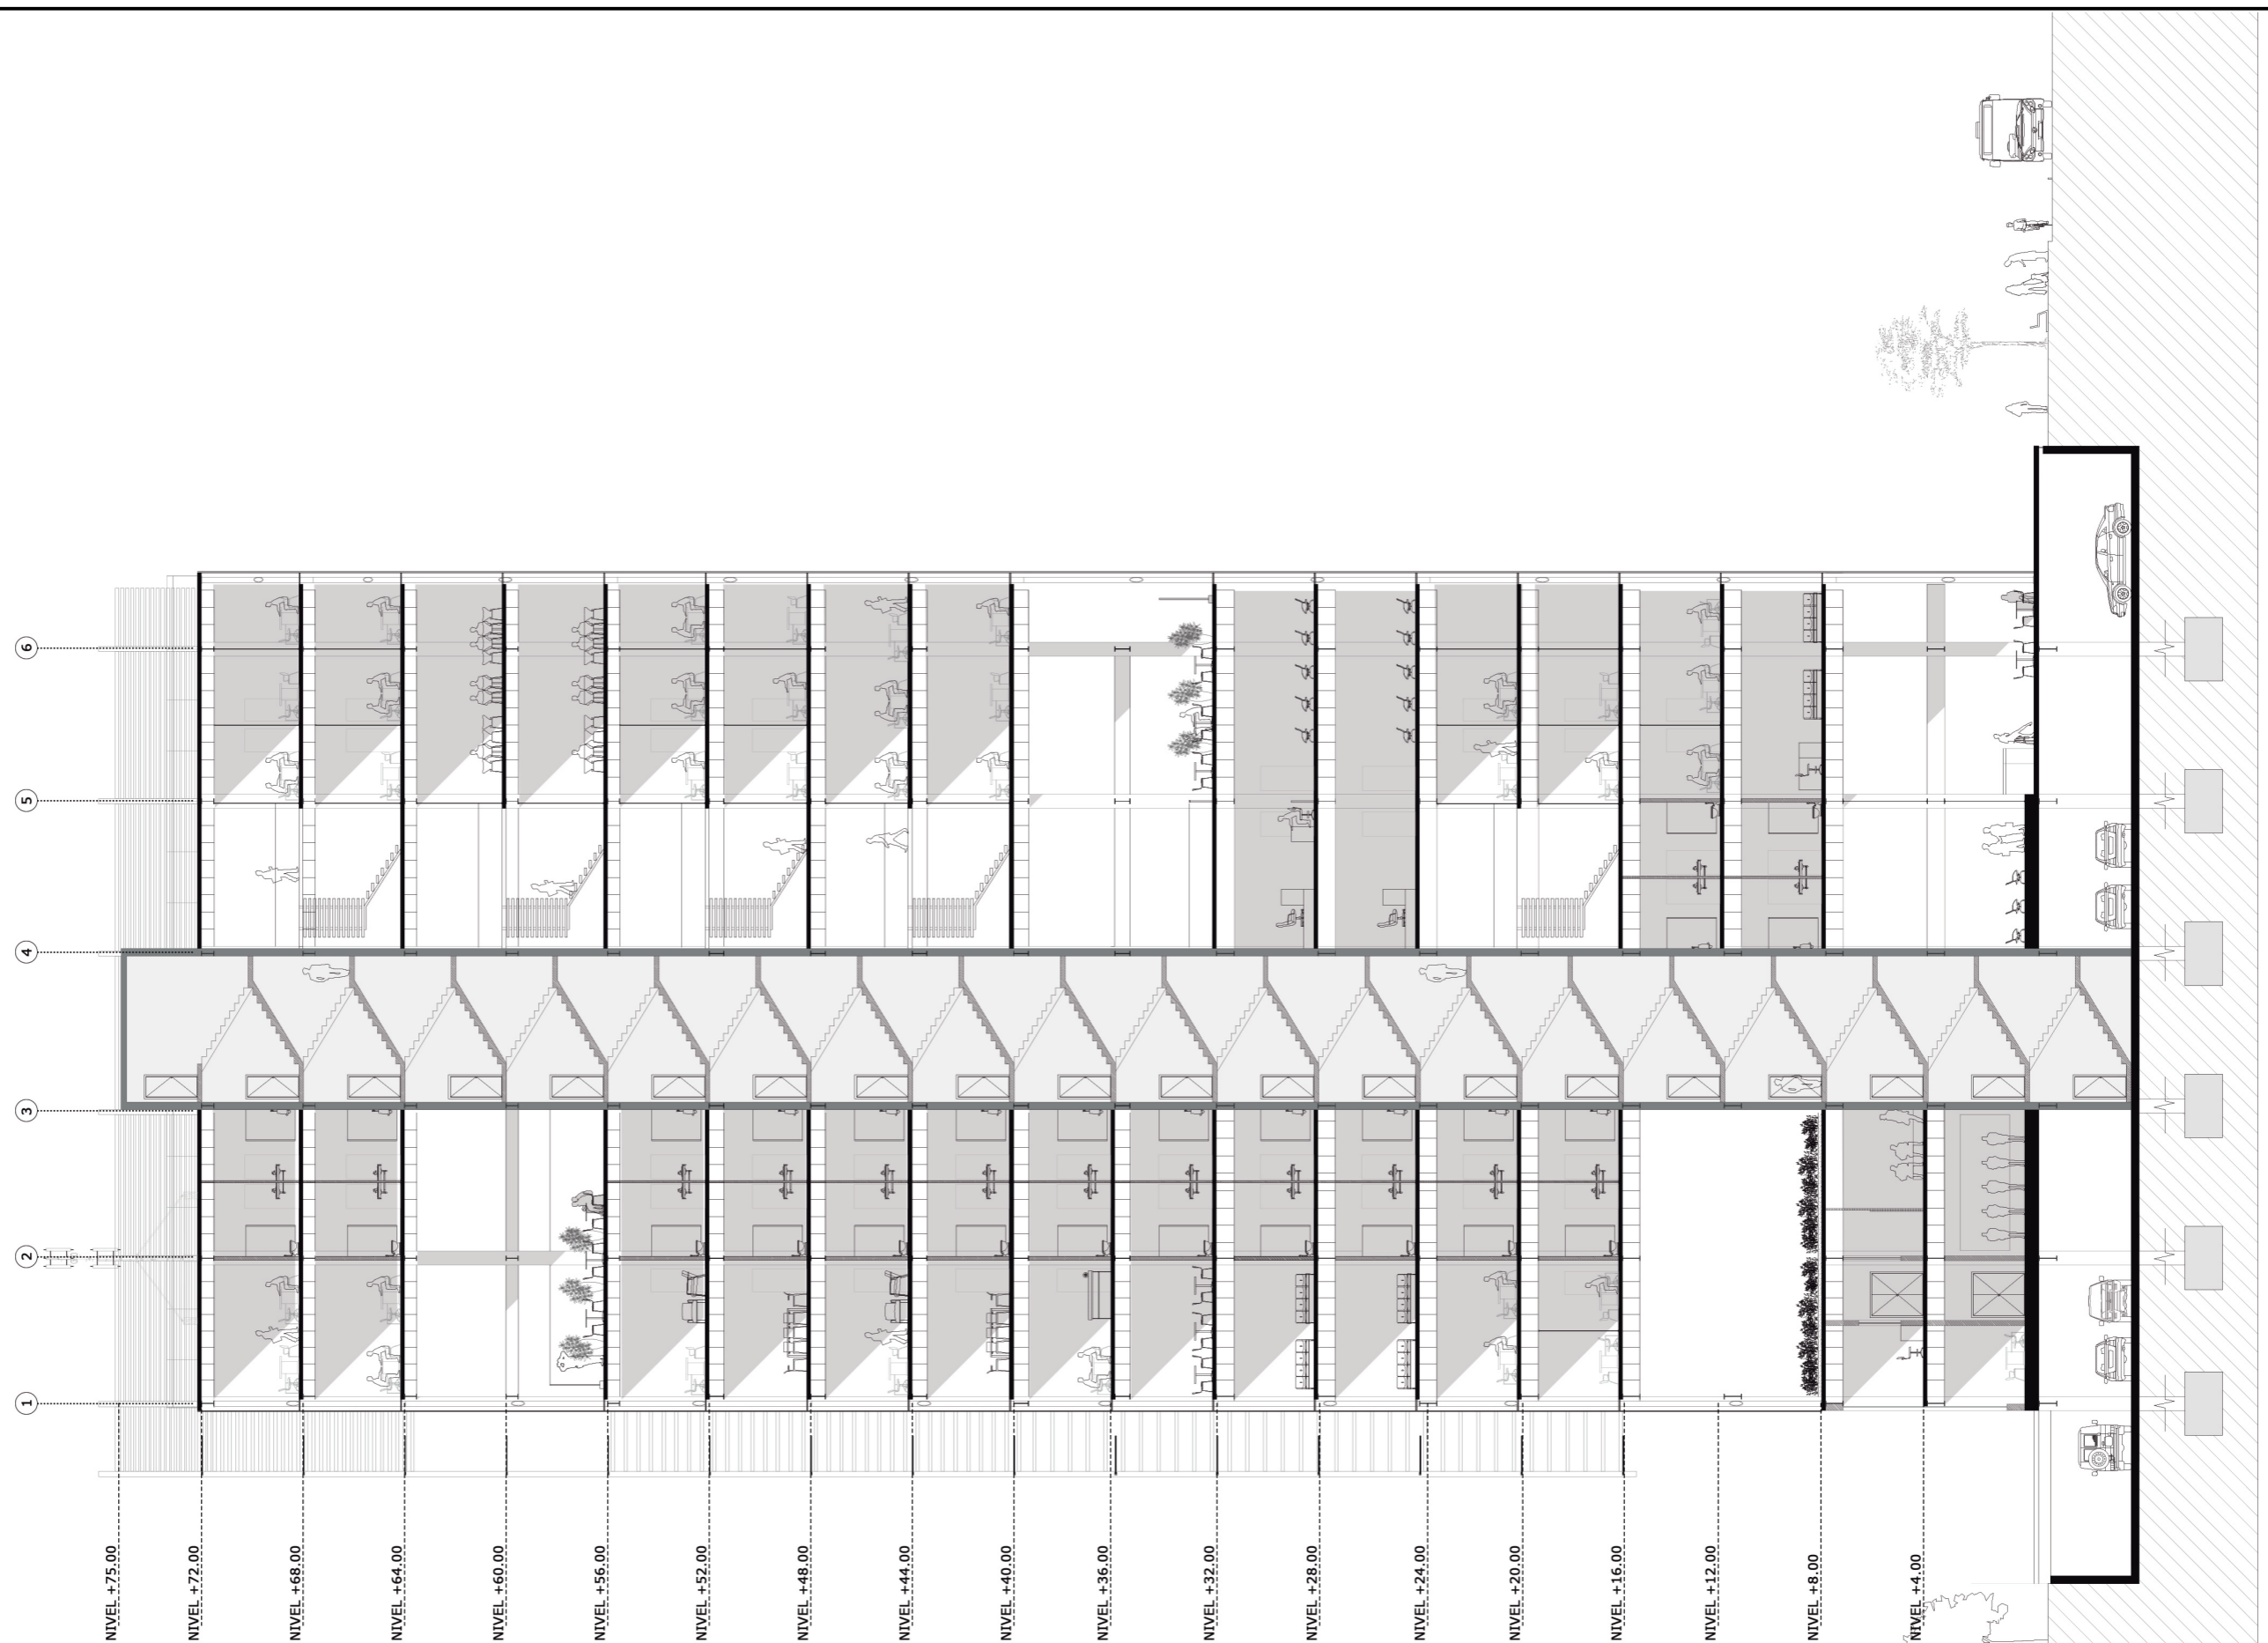 6
5
4
3
2
1
NIVEL +75.00
NIVEL +72.00
NIVEL +68.00
NIVEL +64.00
NIVEL +60.00
NIVEL +56.00
NIVEL +52.00
NIVEL +48.00
NIVEL +44.00
NIVEL +40.00
NIVEL +36.00
NIVEL +32.00
NIVEL +28.00
NIVEL +24.00
NIVEL +20.00
NIVEL +16.00
NIVEL +12.00
NIVEL +8.00
NIVEL +4.00